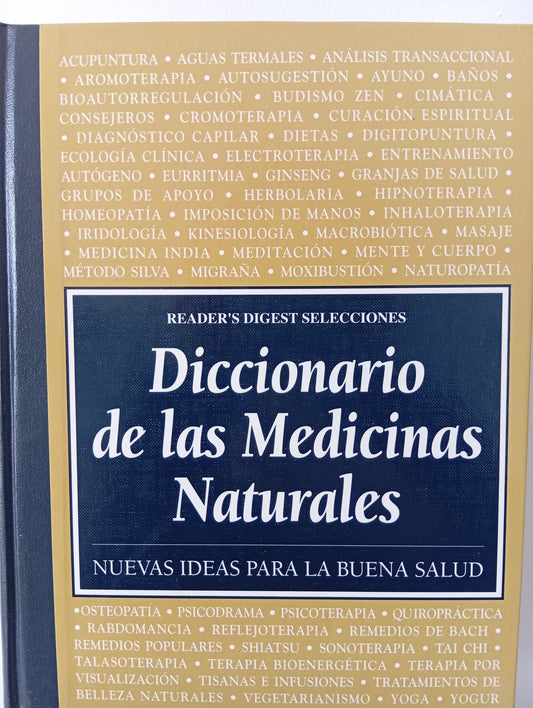 ACUPUNTURA • AGUAS TERMALES • ANÁLISIS TRANSACCIONAL
• AROMOTERAPIA • AUTOSUGESTIÓN • AYUNO • BAÑOS •
BIOAUTORREGULACIÓN • BUDISMO ZEN • CIMÁTICA •
CONSEJEROS • CROMOTERAPIA • CURACIÓN ESPIRITUAL
• DIAGNÓSTICO CAPILAR • DIETAS • DIGITOPUNTURA •
ECOLOGÍA CLÍNICA • ELECTROTERAPIA • ENTRENAMIENTO
AUTÓGENO • EURRITMIA • GINSENG • GRANJAS DE SALUD •
GRUPOS DE APOYO • HERBOLARIA • HIPNOTERAPIA •
HOMEOPATÍA • IMPOSICIÓN DE MANOS • INHALOTERAPIA
• IRIDOLOGÍA • KINESIOLOGÍA • MACROBIÓTICA • MASAJE
• MEDICINA INDIA • MEDITACIÓN • MENTE Y CUERPO •
MÉTODO SILVA • MIGRAÑA • MOXIBUSTIÓN • NATUROPATÍA
READER'S DIGEST SELECCIONES
Diccionario
de las Medicinas
Naturales
NUEVAS IDEAS PARA LA BUENA SALUD
•OSTEOPATÍA • PSICODRAMA • PSICOTERAPIA • QUIROPRÁCTICA
• RABDOMANCIA • REFLEJOTERAPIA • REMEDIOS DE BACH •
REMEDIOS POPULARES • SHIATSU • SONOTERAPIA • TAI CHI •
TALASOTERAPIA • TERAPIA BIOENERGÉTICA • TERAPIA POR
VISUALIZACIÓN • TISANAS E INFUSIONES • TRATAMIENTOS DE
BELLEZA NATURALES • VEGETARIANISMO • YOGA • YOGUR